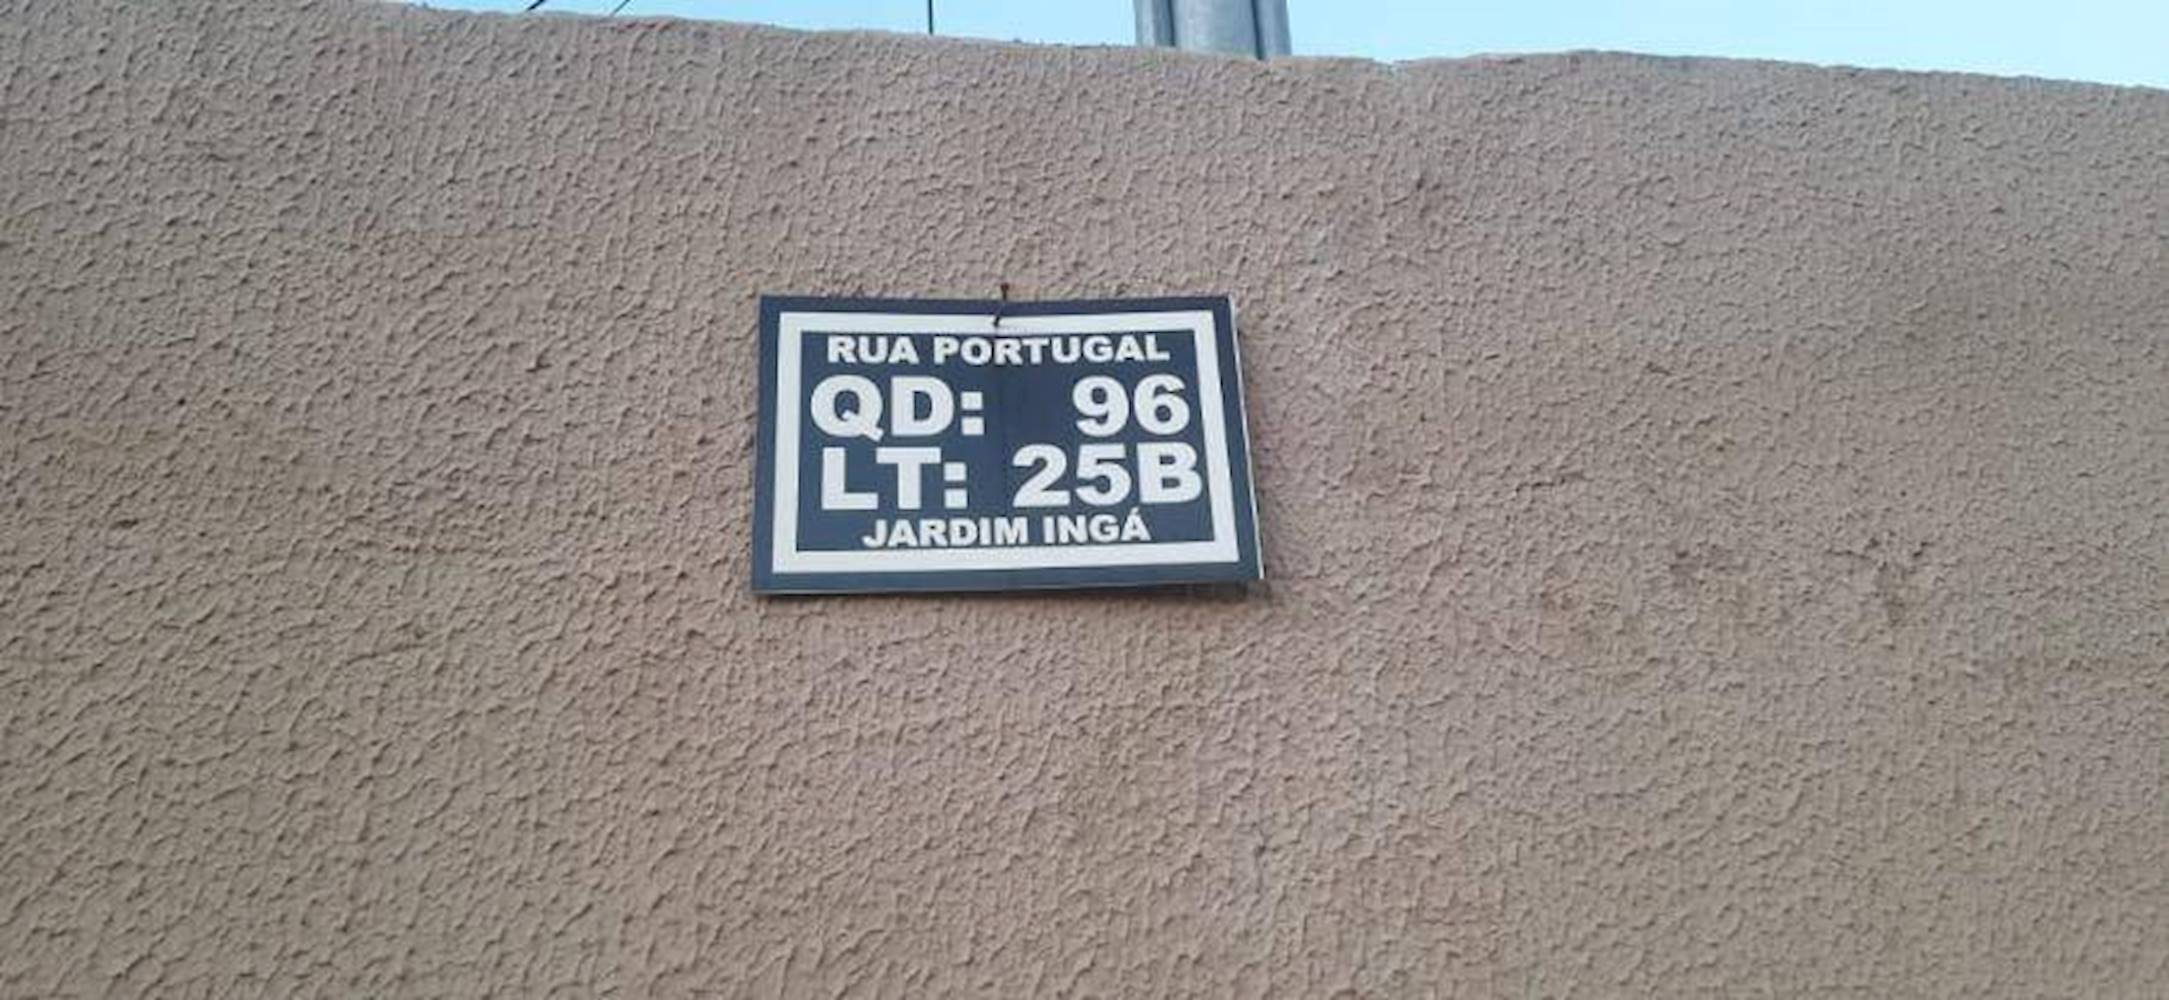 RUA PORTUGAL
QD: 96
LT: 25B
JARDIM INGÁ